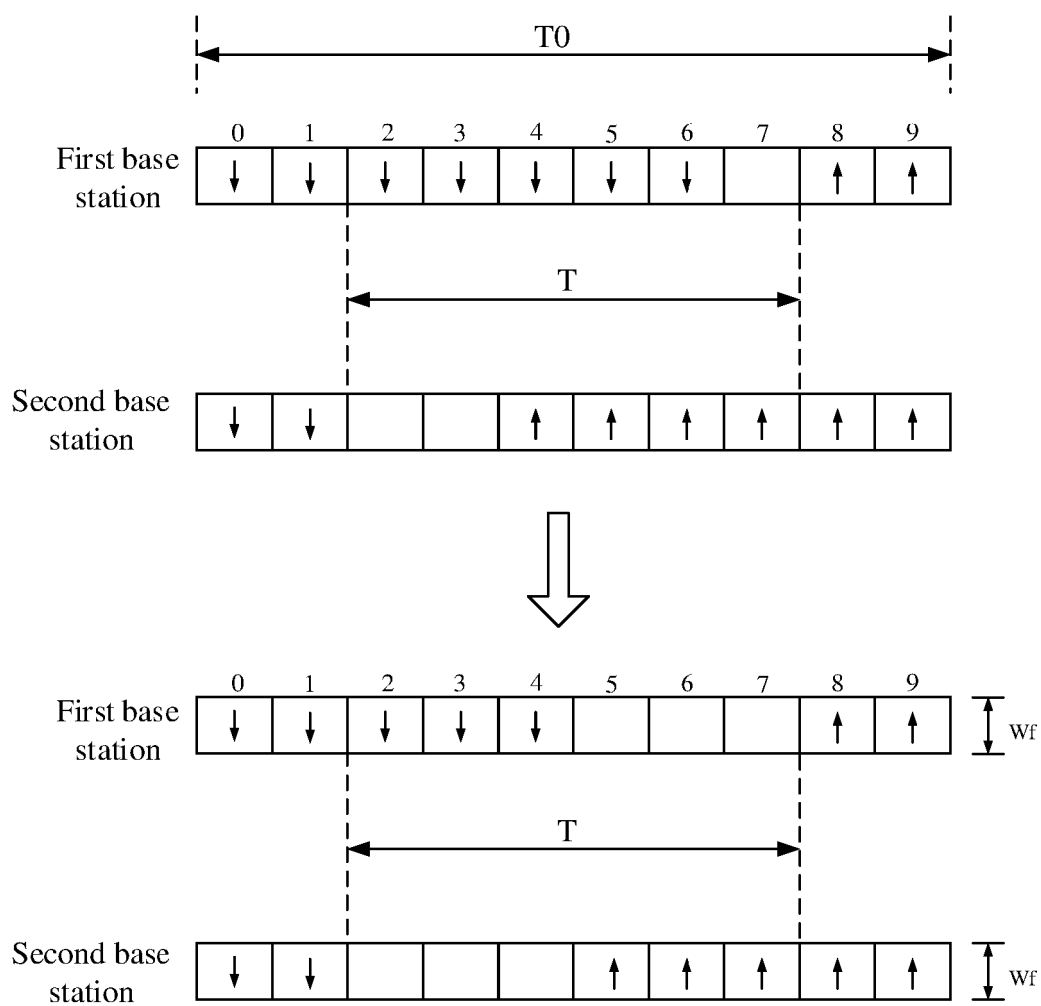 T0
0 1 2 3 4 5 6 7 8 9
First base
station
T
Second base
station
0 1 2 3 4 5 6 7 8 9
First base
station
Wf
T
Second base
station
Wf